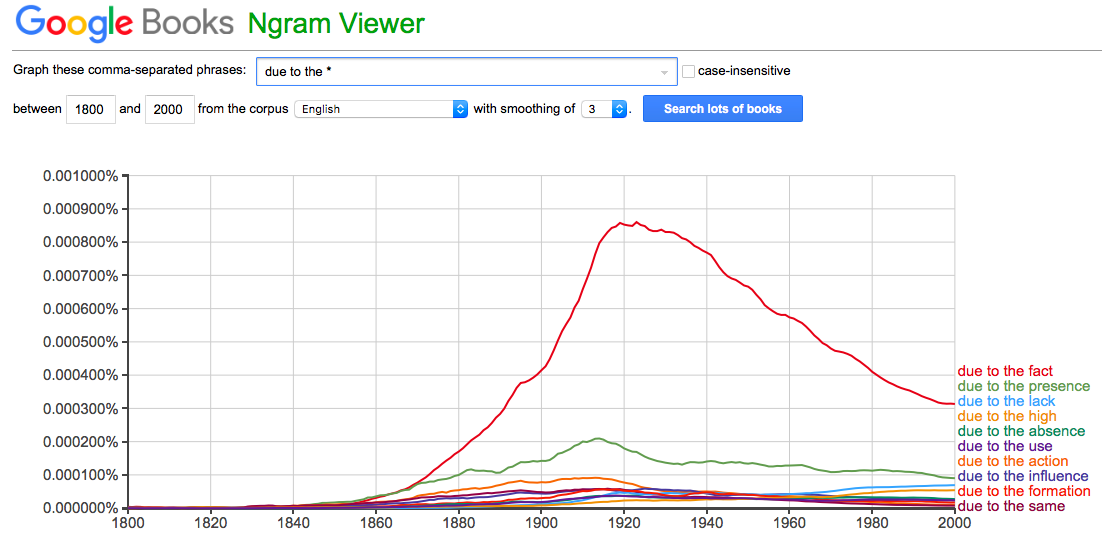 Google Books Ngram Viewer
Graph these comma-separated phrases: due to the * case-insensitive
between 1800 and 2000 from the corpus English with smoothing of 3 . Search lots of books
0.001000%
0.000900%
0.000800%
0.000700%
0.000600%
0.000500%
0.000400%
0.000300%
0.000200%
0.000100%
0.000000%
1800 1820 1840 1860 1880 1900 1920 1940 1960 1980 2000
due to the fact
due to the presence
due to the lack
due to the high
due to the absence
due to the use
due to the action
due to the influence
due to the formation
due to the same